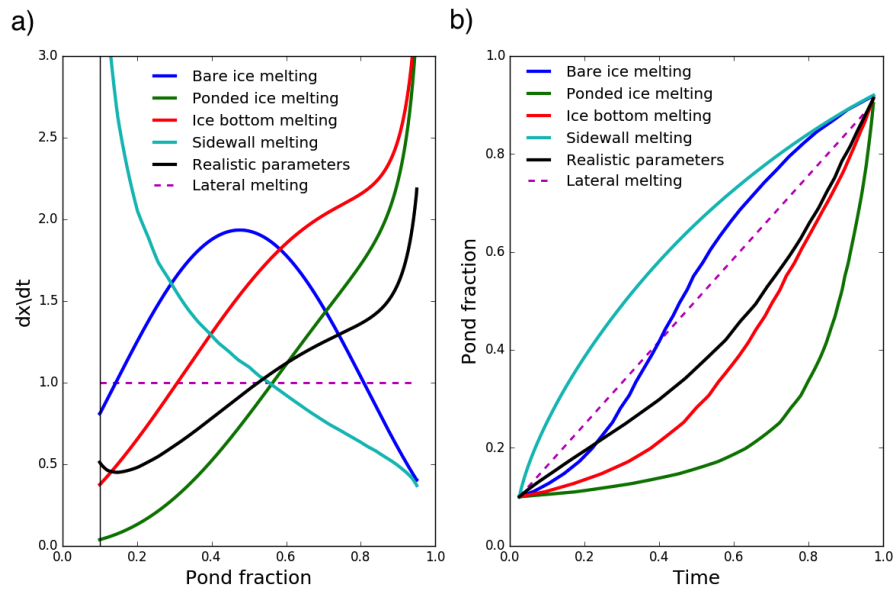 a)
3.0
2.5
2.0
1.5
1.0
0.5
0.0
dx\dt
Bare ice melting
Ponded ice melting
Ice bottom melting
Sidewall melting
Realistic parameters
Lateral melting
0.0 0.2 0.4 0.6 0.8 1.0
Pond fraction
b)
1.0
0.8
0.6
0.4
0.2
0.0
Pond fraction
Bare ice melting
Ponded ice melting
Ice bottom melting
Sidewall melting
Realistic parameters
Lateral melting
0.0 0.2 0.4 0.6 0.8 1.0
Time